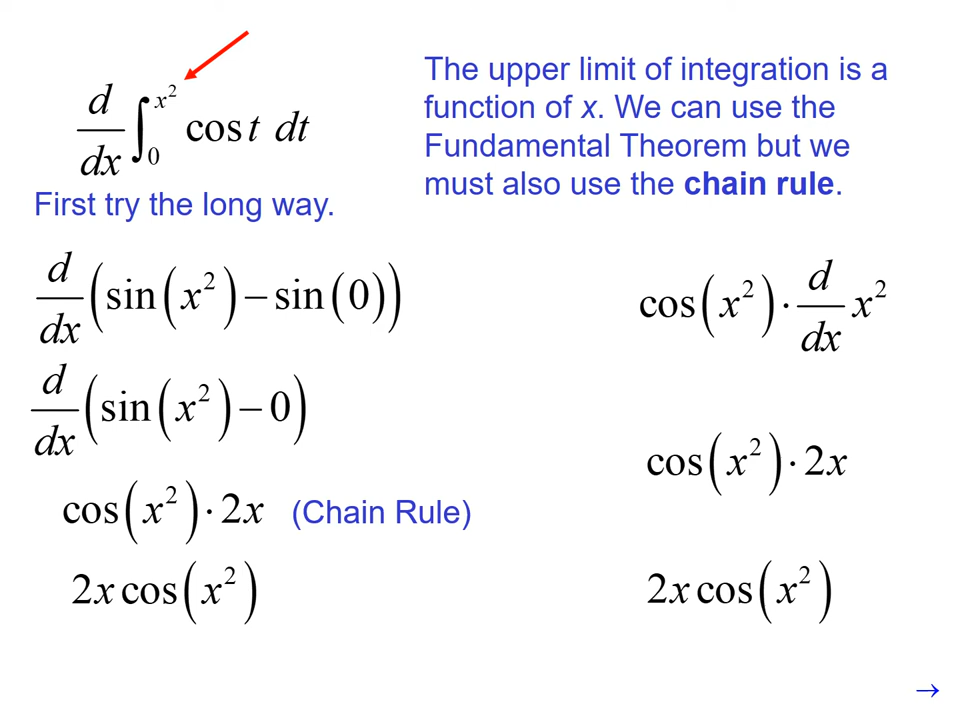 d/dx ∫₀^(x²) cos t dt
The upper limit of integration is a
function of x. We can use the
Fundamental Theorem but we
must also use the chain rule.
First try the long way.
d/dx (sin(x²) − sin(0))
d/dx (sin(x²) − 0)
cos(x²) · 2x (Chain Rule)
2x cos(x²)
cos(x²) · d/dx x²
cos(x²) · 2x
2x cos(x²)
→